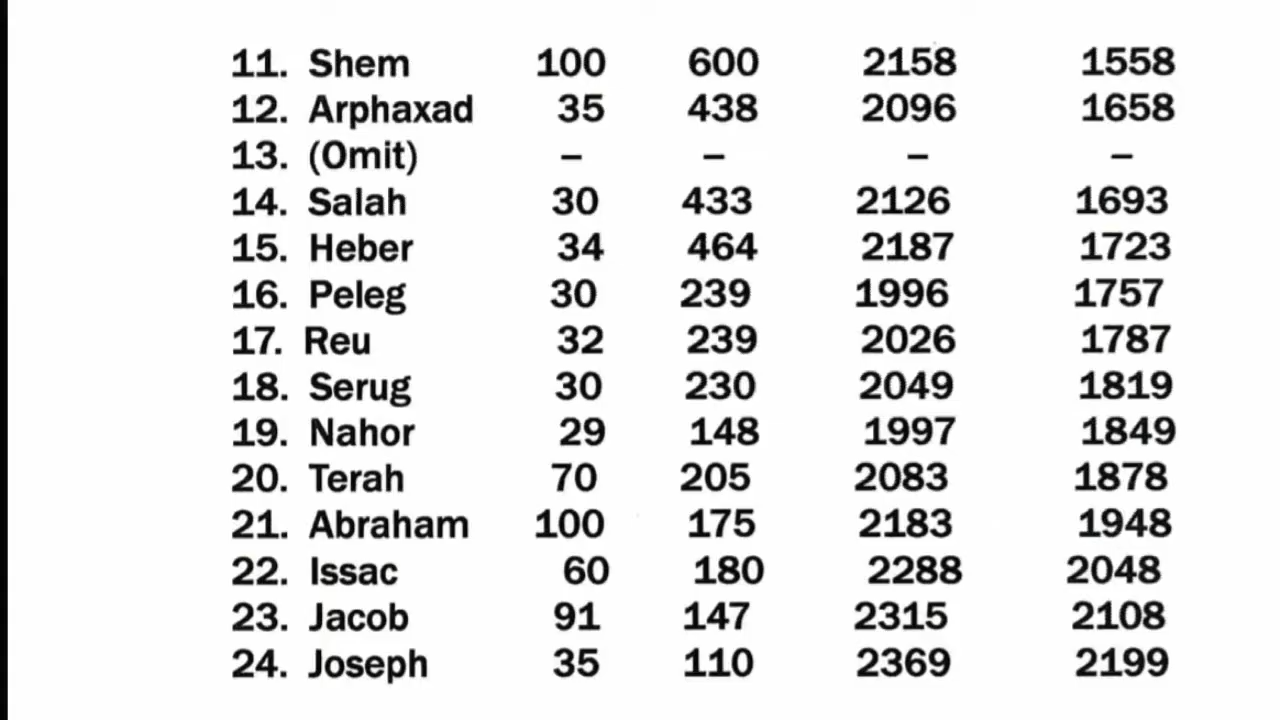 11. Shem 100 600 2158 1558
12. Arphaxad 35 438 2096 1658
13. (Omit) – – – –
14. Salah 30 433 2126 1693
15. Heber 34 464 2187 1723
16. Peleg 30 239 1996 1757
17. Reu 32 239 2026 1787
18. Serug 30 230 2049 1819
19. Nahor 29 148 1997 1849
20. Terah 70 205 2083 1878
21. Abraham 100 175 2183 1948
22. Issac 60 180 2288 2048
23. Jacob 91 147 2315 2108
24. Joseph 35 110 2369 2199